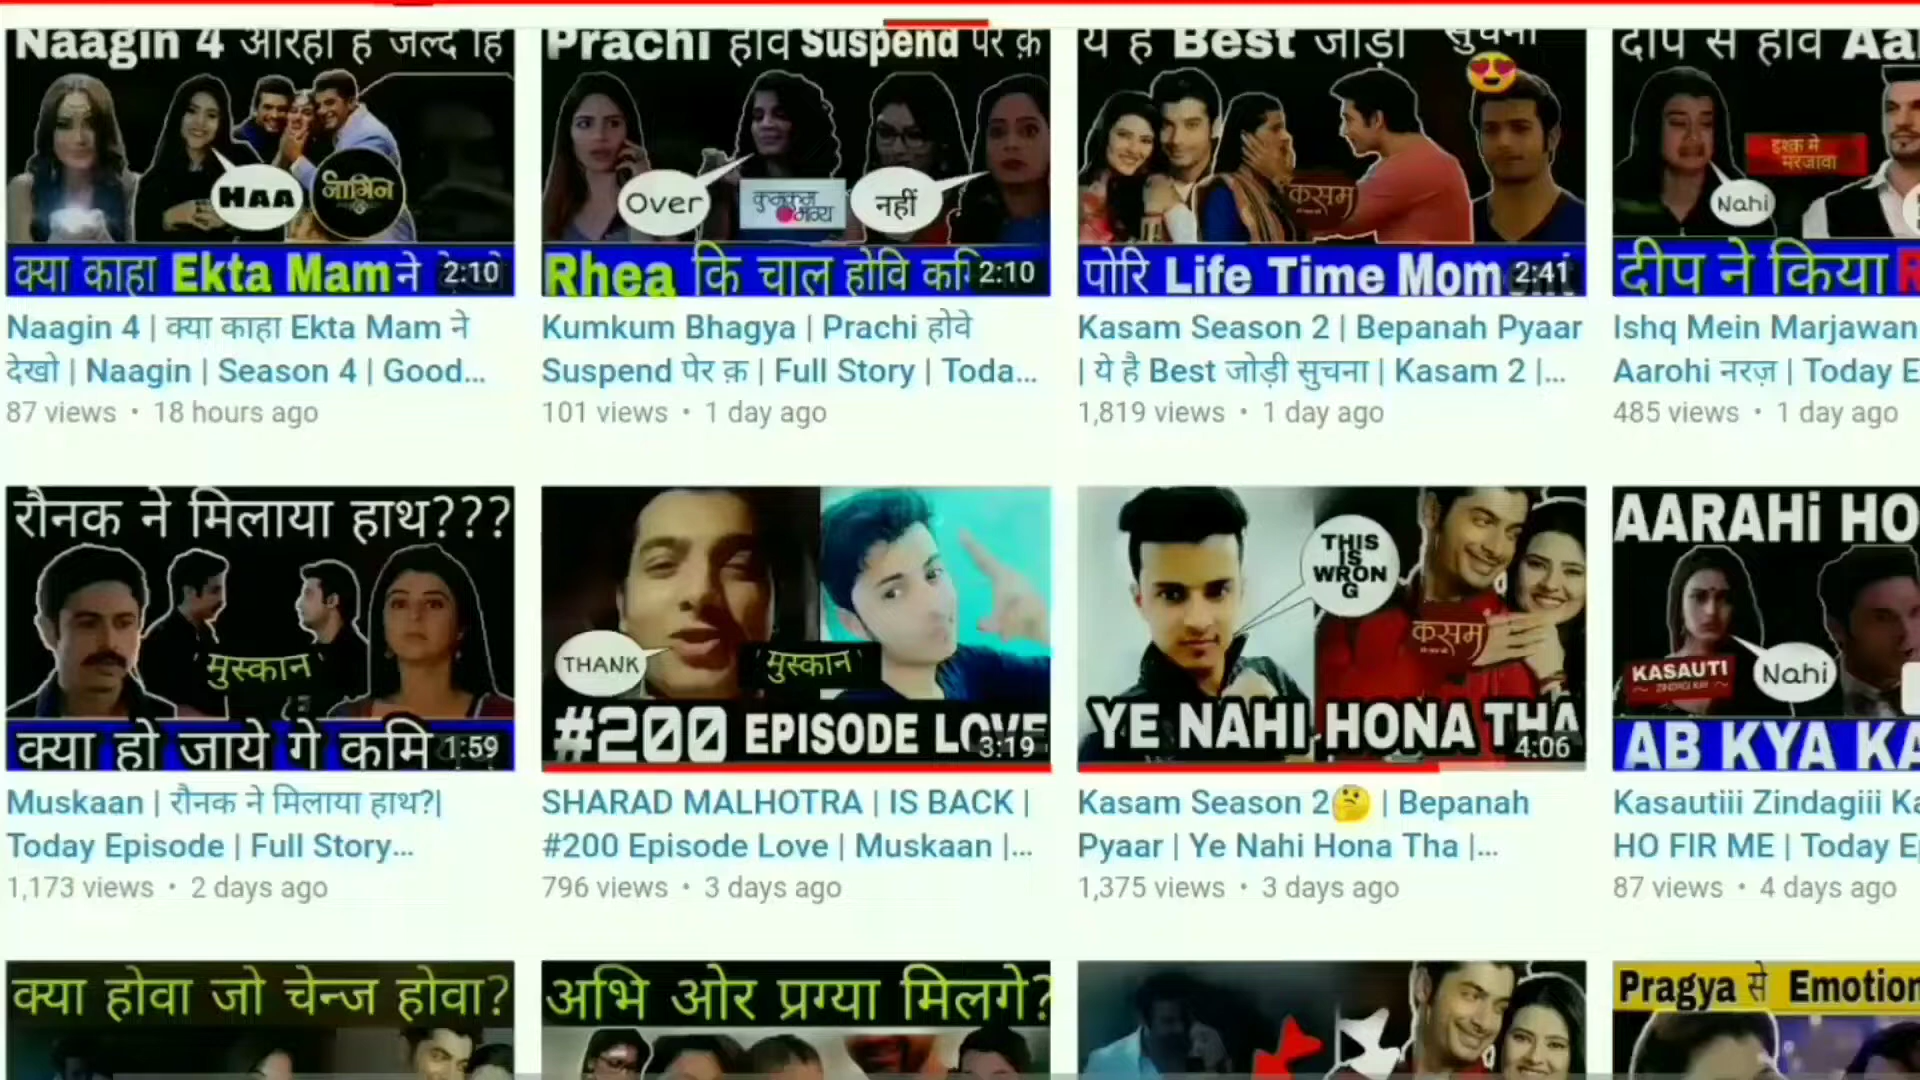 Naagin 4 आरही है जल्द हि
HAA
नागिन
क्या काहा Ekta Mam ने
2:10
Naagin 4 | क्या काहा Ekta Mam ने
देखो | Naagin | Season 4 | Good...
87 views • 18 hours ago
Prachi होवे Suspend पेर क़
Over
कुमकुम
भाग्य
नहीं
Rhea कि चाल होवि
2:10
Kumkum Bhagya | Prachi होवे
Suspend पेर क़ | Full Story | Toda...
101 views • 1 day ago
ये है Best जोड़ी सुचना
कसम
पोरि Life Time Mom
2:41
Kasam Season 2 | Bepanah Pyaar
| ये है Best जोड़ी सुचना | Kasam 2 |...
1,819 views • 1 day ago
दीप से होवे Aa
इश्क़ में
मरजावां
Nahi
दीप ने किया R
Ishq Mein Marjawan
Aarohi नरज़ | Today E
485 views • 1 day ago
रौनक ने मिलाया हाथ???
मुस्कान
क्या हो जाये गे कमि
1:59
Muskaan | रौनक ने मिलाया हाथ?|
Today Episode | Full Story...
1,173 views • 2 days ago
THANK
मुस्कान
#200 EPISODE LOVE
3:19
SHARAD MALHOTRA | IS BACK |
#200 Episode Love | Muskaan |...
796 views • 3 days ago
THIS
IS
WRON
G
कसम
YE NAHI HONA THA
4:06
Kasam Season 2🤔 | Bepanah
Pyaar | Ye Nahi Hona Tha |...
1,375 views • 3 days ago
AARAHi HO
KASAUTI
ZINDAGII KAY
Nahi
AB KYA KA
Kasautiii Zindagiii Ka
HO FIR ME | Today E
87 views • 4 days ago
क्या होवा जो चेन्ज होवा?
अभि ओर प्रग्या मिलगे?
Pragya से Emotion